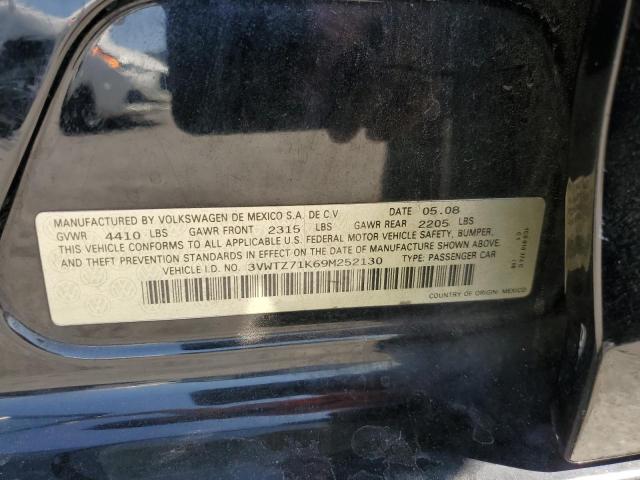 MANUFACTURED BY VOLKSWAGEN DE MEXICO S.A. DE C.V DATE 05.08
GVWR 4410 LBS GAWR FRONT 2315 LBS GAWR REAR 2205 LBS
THIS VEHICLE CONFORMS TO ALL APPLICABLE U.S. FEDERAL MOTOR VEHICLE SAFETY, BUMPER,
AND THEFT PREVENTION STANDARDS IN EFFECT ON THE DATE OF MANUFACTURE SHOWN ABOVE.
VEHICLE I.D. NO. 3VWTZ71K69M252130 TYPE: PASSENGER CAR
COUNTRY OF ORIGIN: MEXICO